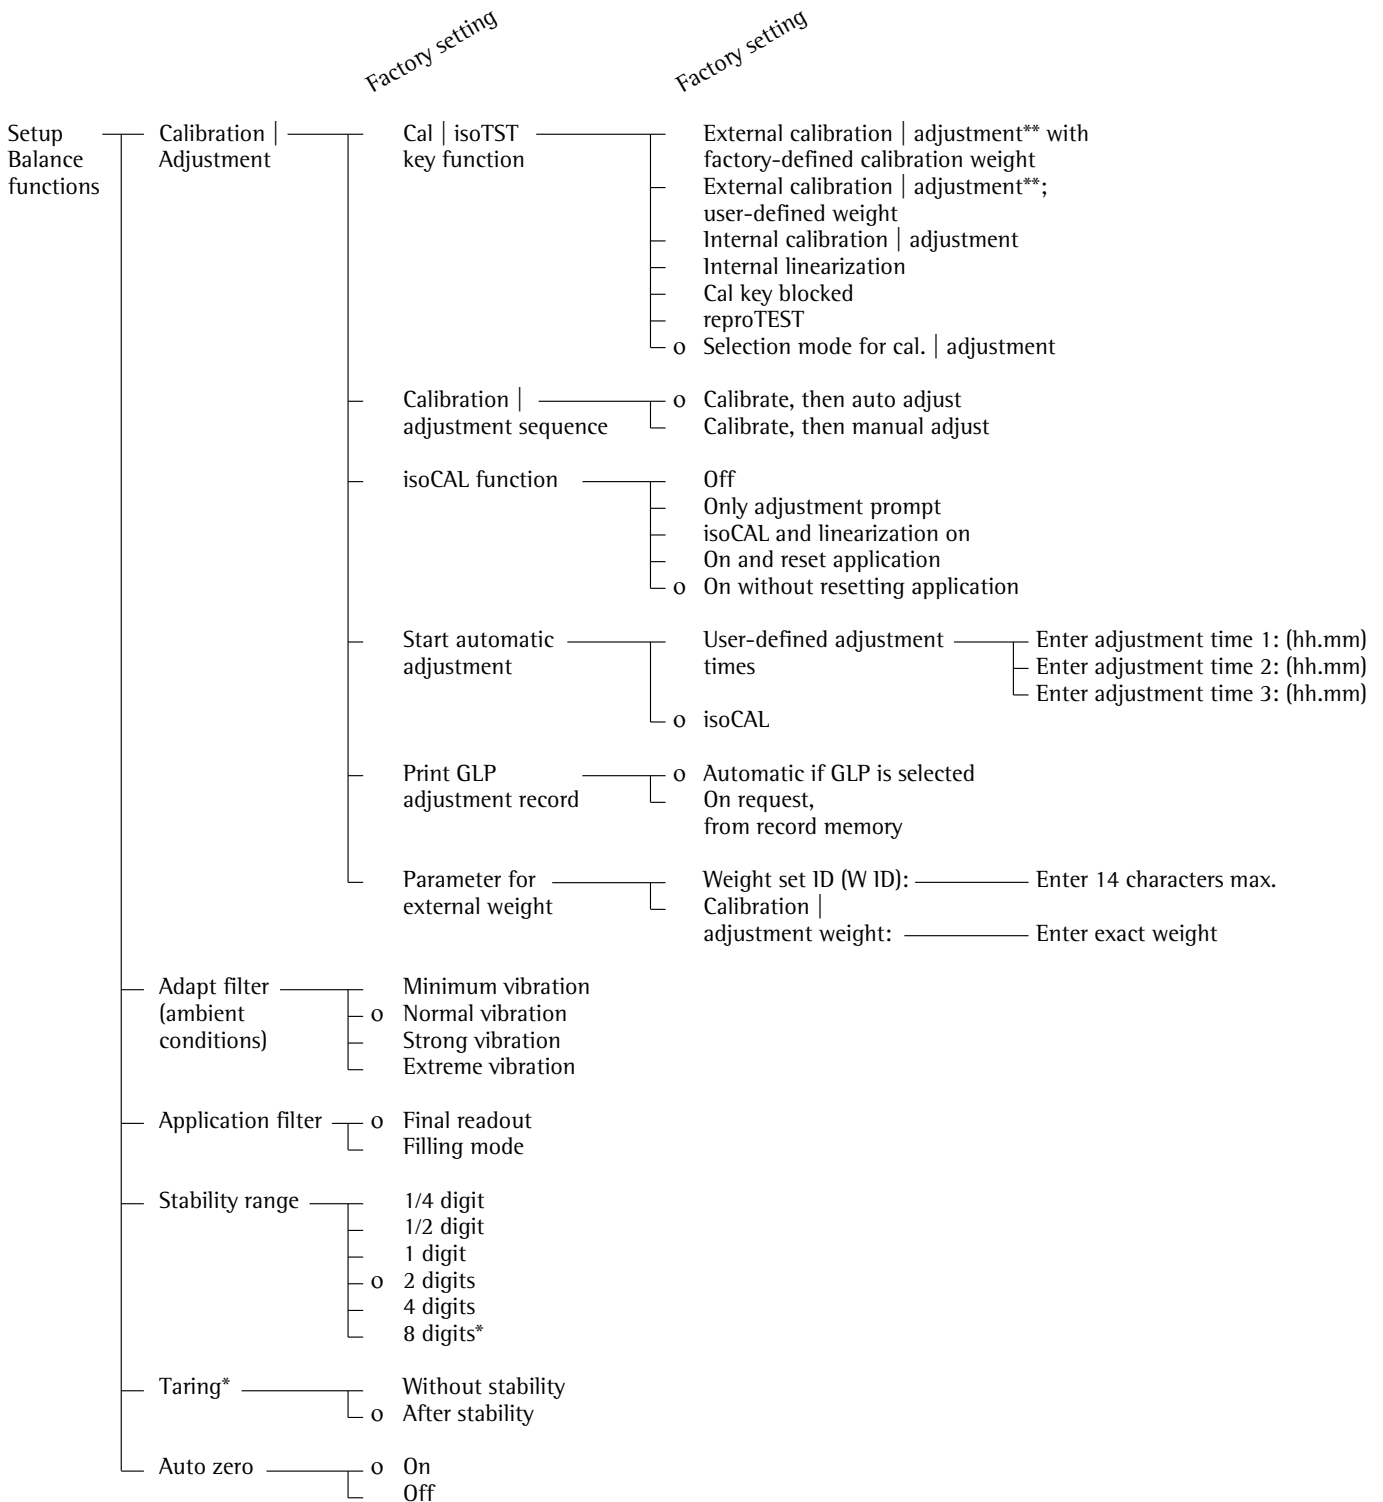 Factory setting
Factory setting
Setup
Balance
functions
Calibration |
Adjustment
Cal | isoTST
key function
External calibration | adjustment** with
factory-defined calibration weight
External calibration | adjustment**;
user-defined weight
Internal calibration | adjustment
Internal linearization
Cal key blocked
reproTEST
o Selection mode for cal. | adjustment
Calibration |
adjustment sequence
o Calibrate, then auto adjust
Calibrate, then manual adjust
isoCAL function
Off
Only adjustment prompt
isoCAL and linearization on
On and reset application
o On without resetting application
Start automatic
adjustment
User-defined adjustment
times
Enter adjustment time 1: (hh.mm)
Enter adjustment time 2: (hh.mm)
Enter adjustment time 3: (hh.mm)
o isoCAL
Print GLP
adjustment record
o Automatic if GLP is selected
On request,
from record memory
Parameter for
external weight
Weight set ID (W ID):
Enter 14 characters max.
Calibration |
adjustment weight:
Enter exact weight
Adapt filter
(ambient
conditions)
Minimum vibration
o Normal vibration
Strong vibration
Extreme vibration
Application filter
o Final readout
Filling mode
Stability range
1/4 digit
1/2 digit
1 digit
o 2 digits
4 digits
8 digits*
Taring*
Without stability
o After stability
Auto zero
o On
Off